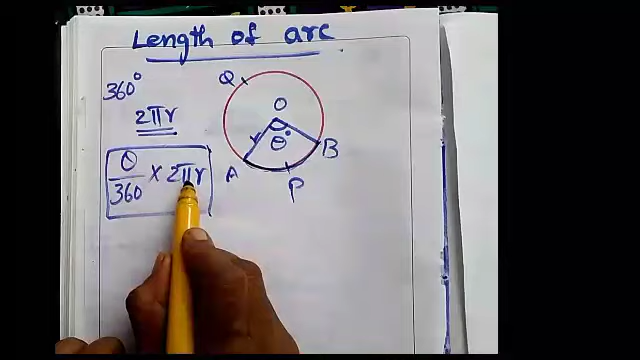 Length of arc
360°
2πr
θ/360 × 2πr
Q
O
r
θ°
A
B
P